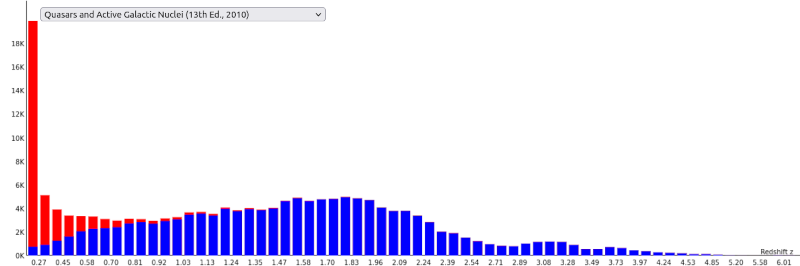 Quasars and Active Galactic Nuclei (13th Ed., 2010)
18K
16K
14K
12K
10K
8K
6K
4K
2K
0K
Redshift z
0.27 0.45 0.58 0.70 0.81 0.92 1.03 1.13 1.24 1.35 1.47 1.58 1.70 1.83 1.96 2.09 2.24 2.39 2.54 2.71 2.89 3.08 3.28 3.49 3.73 3.97 4.24 4.53 4.85 5.20 5.58 6.01